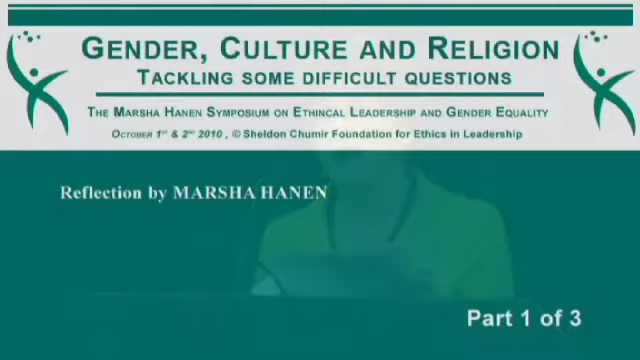 GENDER, CULTURE AND RELIGION
TACKLING SOME DIFFICULT QUESTIONS
THE MARSHA HANEN SYMPOSIUM ON ETHINCAL LEADERSHIP AND GENDER EQUALITY
OCTOBER 1ST & 2ND 2010 , © Sheldon Chumir Foundation for Ethics in Leadership
Reflection by MARSHA HANEN
Part 1 of 3